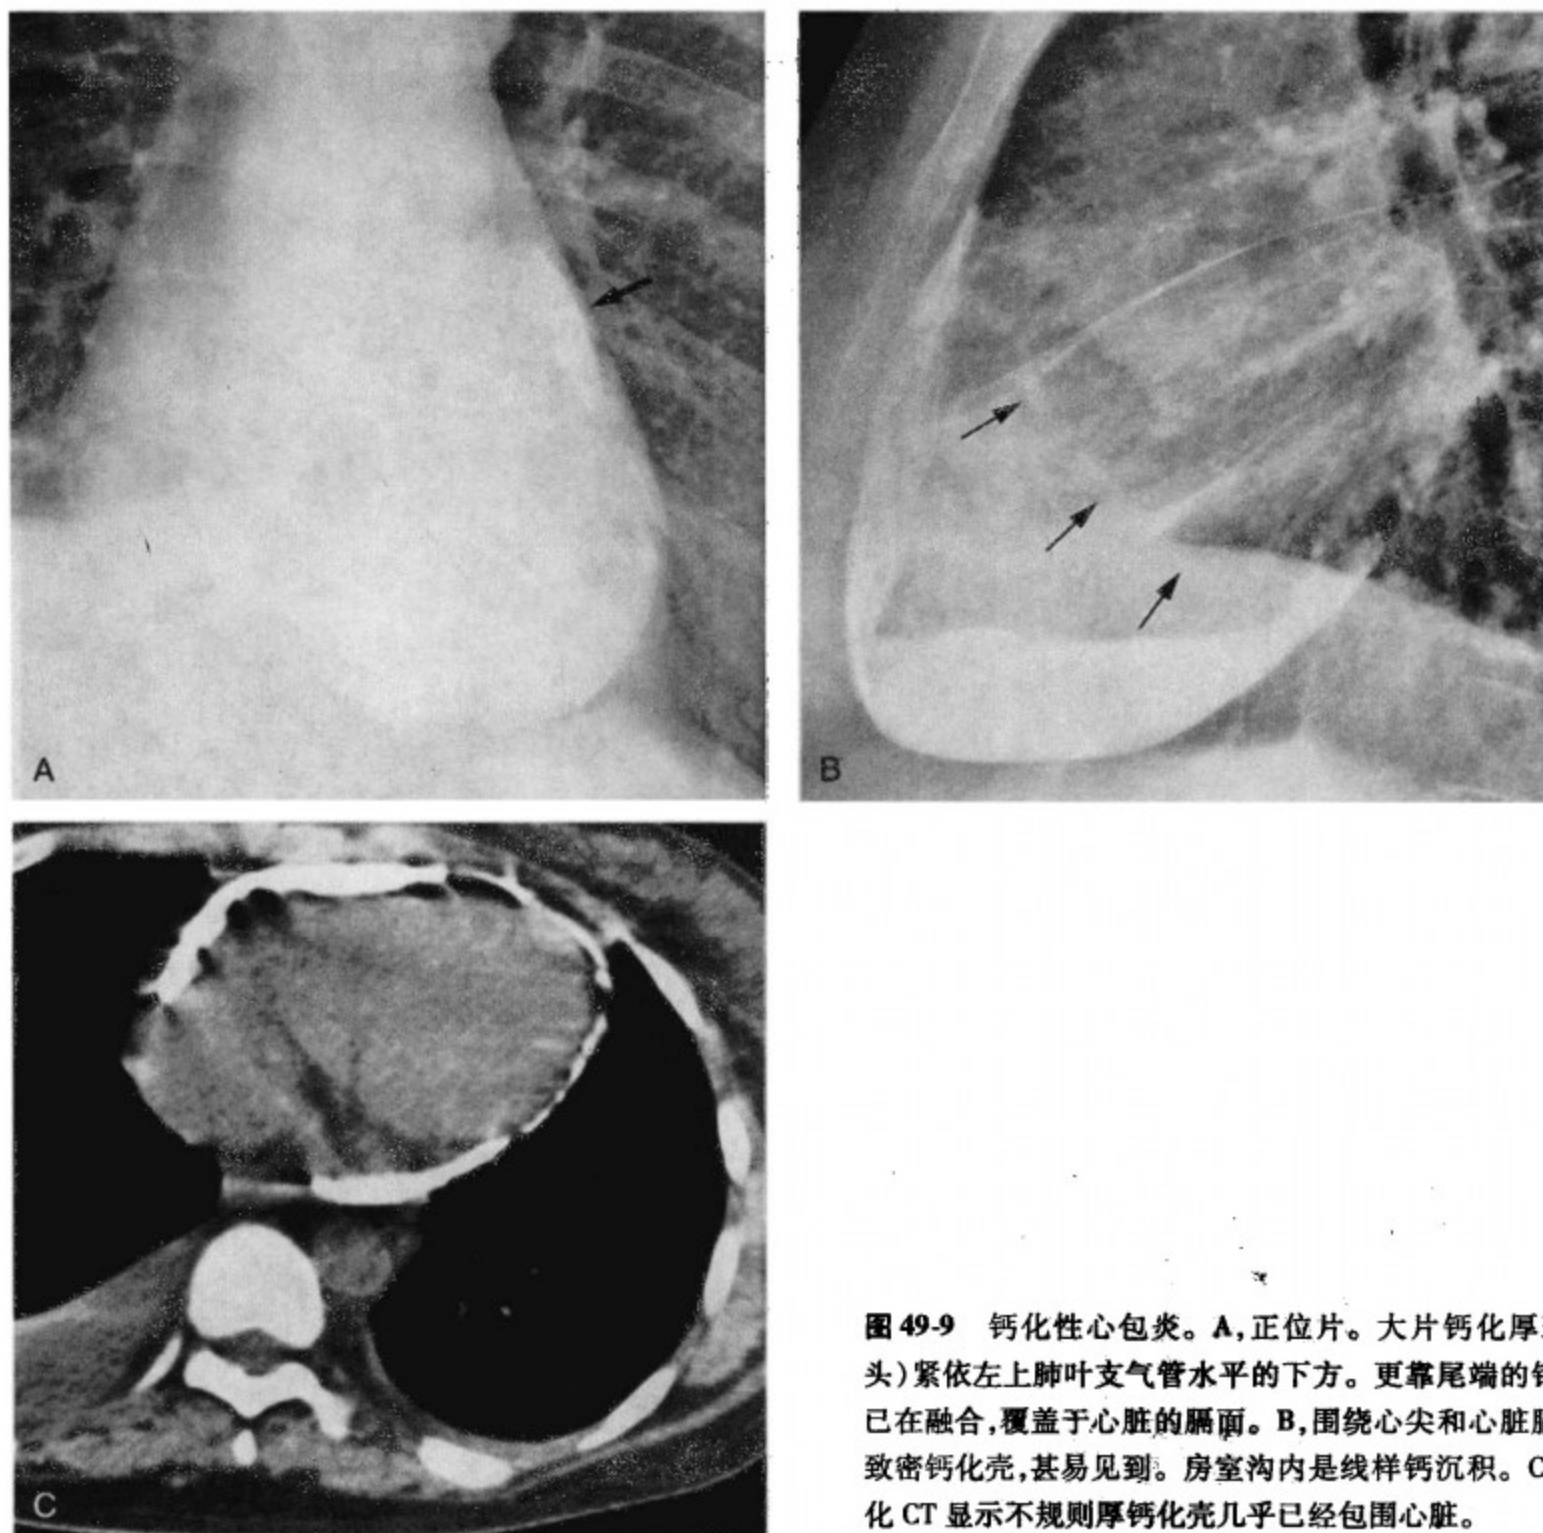 A
B
C
图 49-9 钙化性心包炎。A,正位片。大片钙化厚
头)紧依左上肺叶支气管水平的下方。更靠尾端的
已在融合,覆盖于心脏的膈面。B,围绕心尖和心脏
致密钙化壳,甚易见到。房室沟内是线样钙沉积。C
化 CT 显示不规则厚钙化壳几乎已经包围心脏。